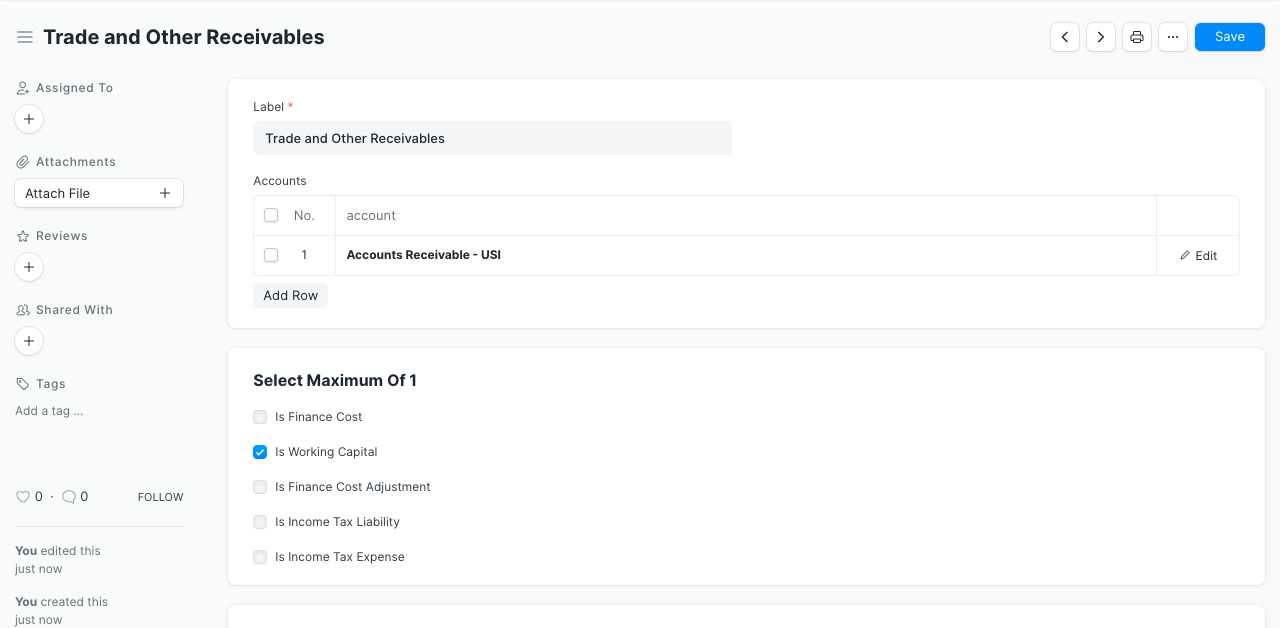 Trade and Other Receivables
Save
Assigned To
Attachments
Attach File
Reviews
Shared With
Tags
Add a tag ...
0 · 0 FOLLOW
You edited this
just now
You created this
just now
Label *
Trade and Other Receivables
Accounts
No. account
1 Accounts Receivable - USI Edit
Add Row
Select Maximum Of 1
Is Finance Cost
Is Working Capital
Is Finance Cost Adjustment
Is Income Tax Liability
Is Income Tax Expense